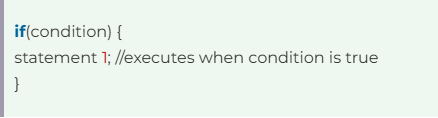 if(condition) {
statement 1; //executes when condition is true
}